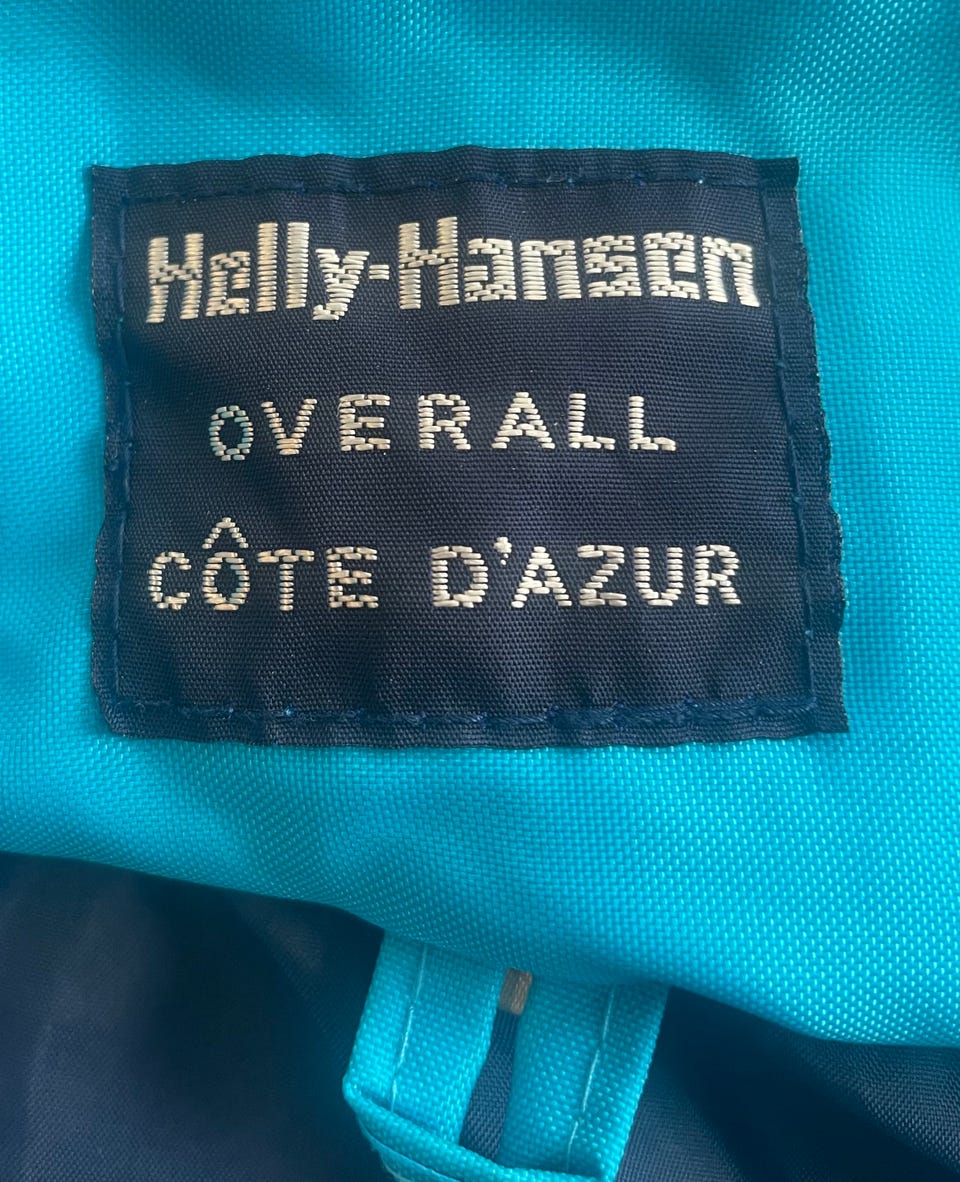 Helly-Hansen
OVERALL
CÔTE D'AZUR